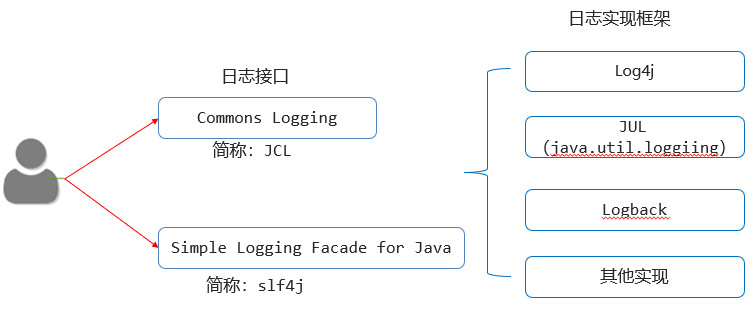 日志实现框架
日志接口
Log4j
Commons Logging
简称：JCL
JUL
（java.util.loggiing）
Logback
Simple Logging Facade for Java
简称：slf4j
其他实现